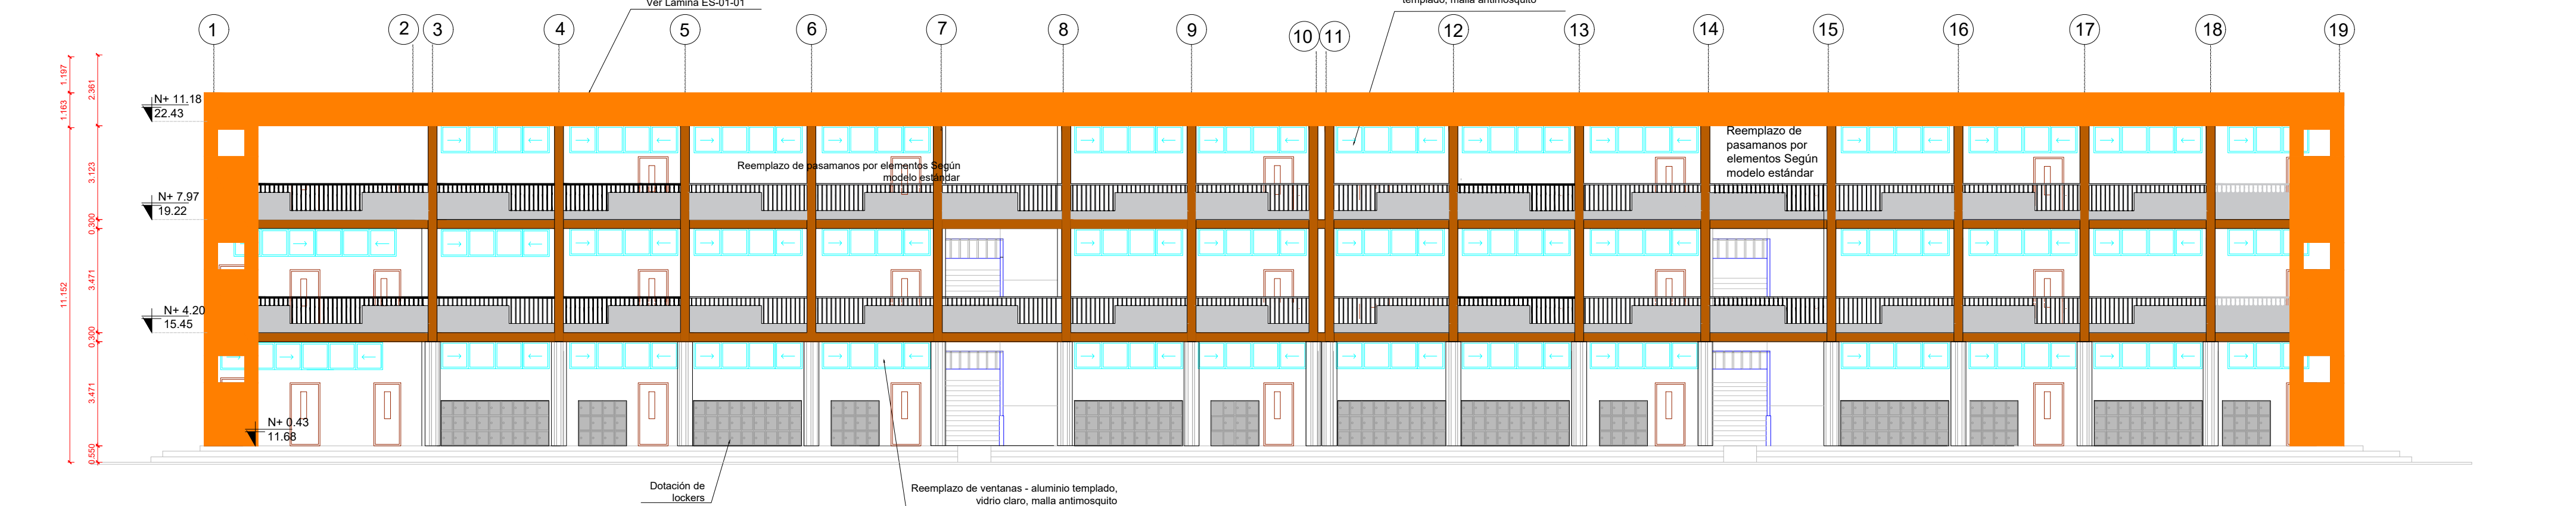 Ver Lamina ES-01-01
templado, malla antimosquito
1 2 3 4 5 6 7 8 9 10 11 12 13 14 15 16 17 18 19
1.197
1.163
11.152
2.361
3.123
0.300
3.471
0.300
3.471
0.550
N+ 11.18
22.43
N+ 7.97
19.22
N+ 4.20
15.45
N+ 0.43
11.68
Reemplazo de pasamanos por elementos Según
modelo estándar
Reemplazo de
pasamanos por
elementos Según
modelo estándar
Dotación de
lockers
Reemplazo de ventanas - aluminio templado,
vidrio claro, malla antimosquito